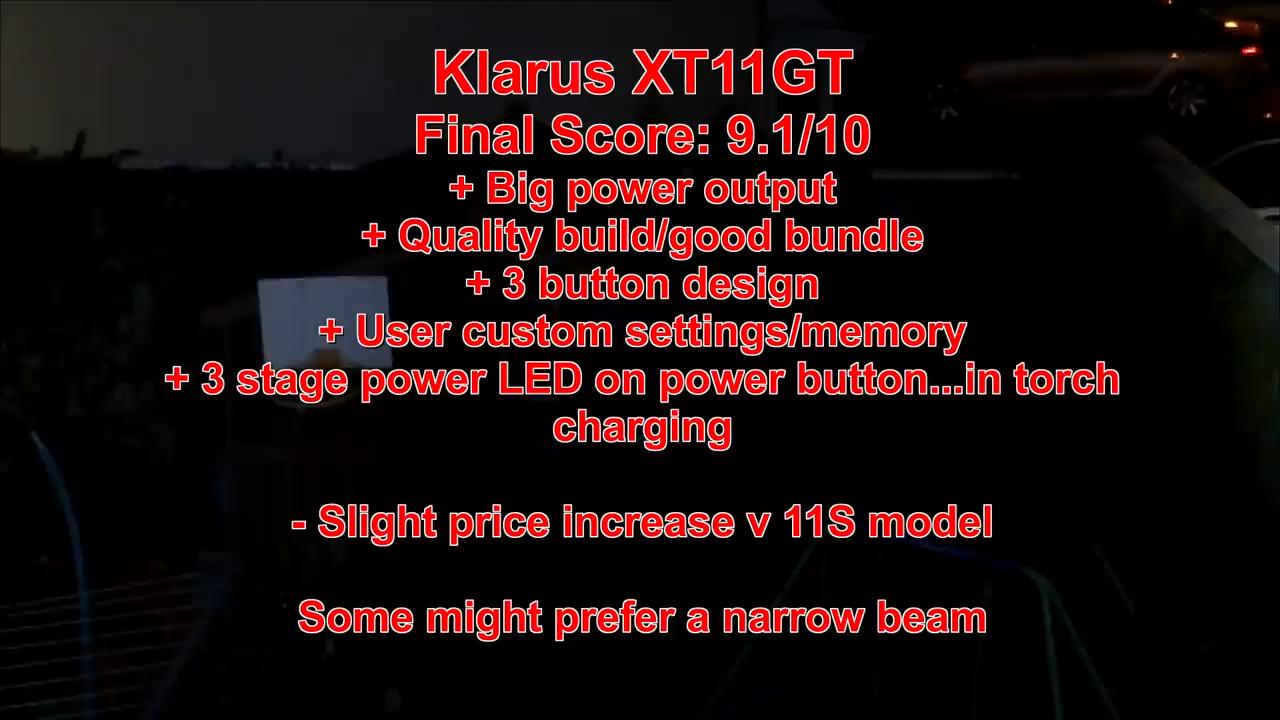 Klarus XT11GT
Final Score: 9.1/10
+ Big power output
+ Quality build/good bundle
+ 3 button design
+ User custom settings/memory
+ 3 stage power LED on power button...in torch
charging
- Slight price increase v 11S model
Some might prefer a narrow beam